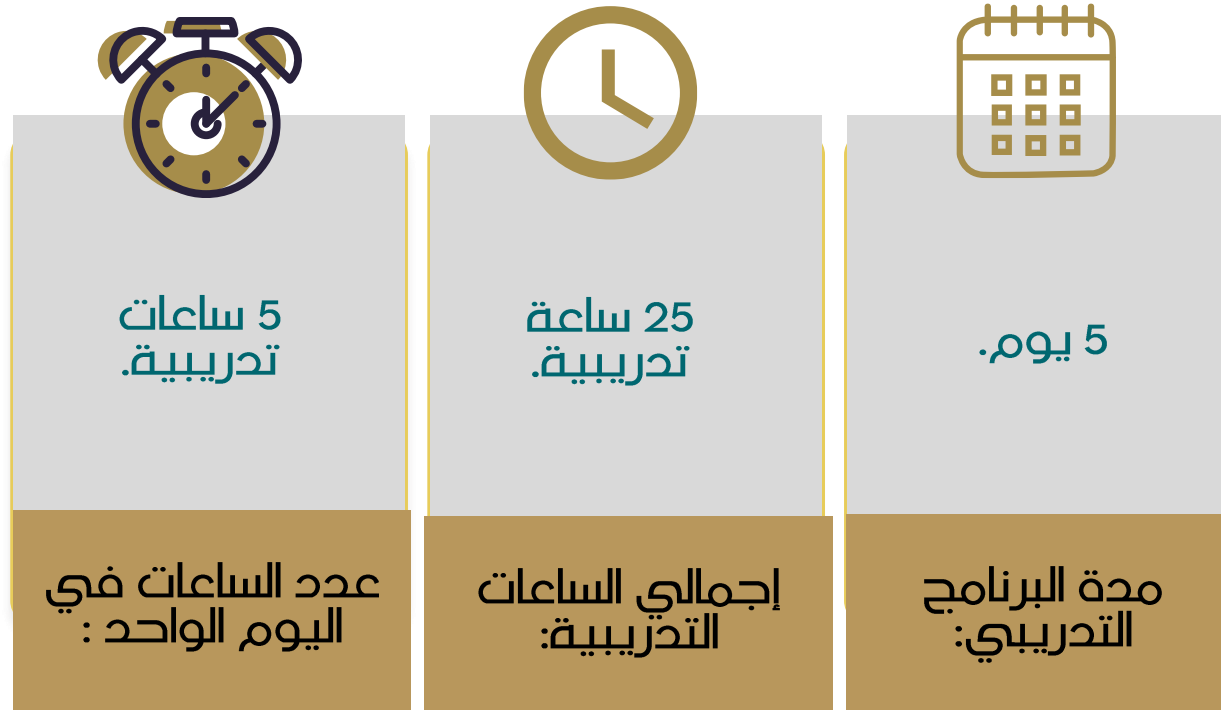 5 يوم.
مدة البرنامج
التدريبي:
25 ساعة
تدريبية.
إجمالي الساعات
التدريبية:
5 ساعات
تدريبية.
عدد الساعات في
اليوم الواحد :